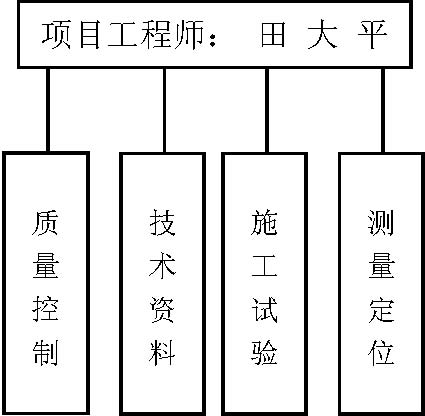 项目工程师： 田 大 平
质量控制
技术资料
施工试验
测量定位